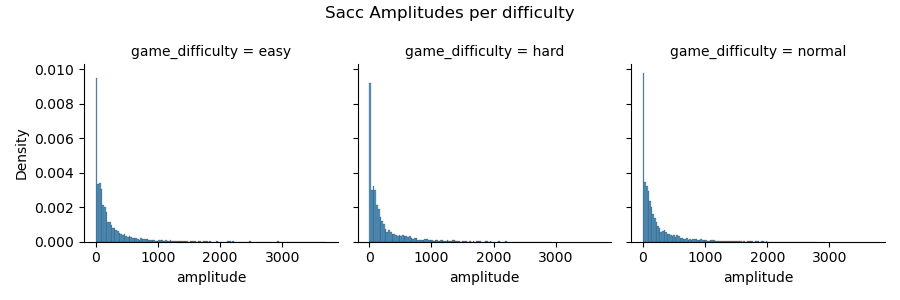 Sacc Amplitudes per difficulty
game_difficulty = easy
game_difficulty = hard
game_difficulty = normal
Density
0.010
0.008
0.006
0.004
0.002
0.000
0 1000 2000 3000
0 1000 2000 3000
0 1000 2000 3000
amplitude
amplitude
amplitude